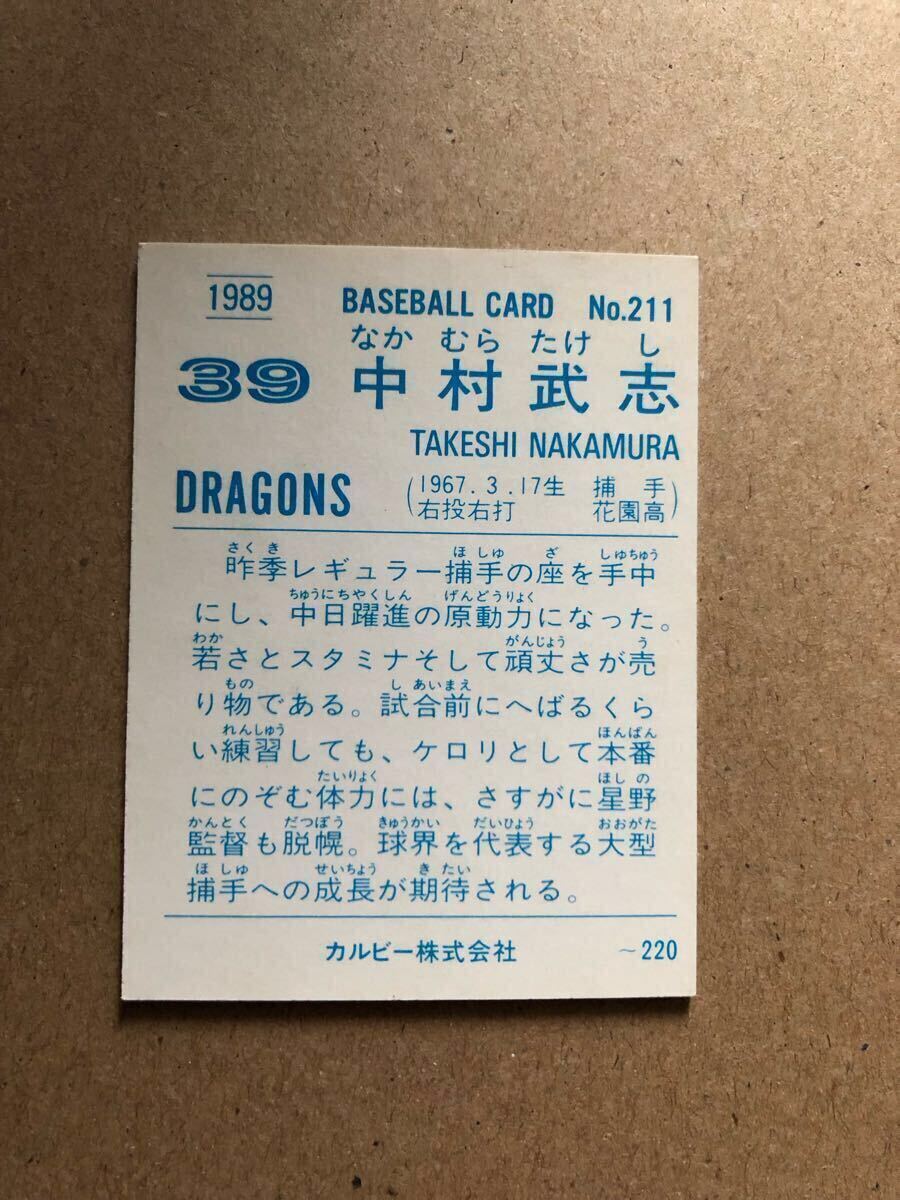 1989 BASEBALL CARD No.211
なか むら たけ し
39 中村武志
TAKESHI NAKAMURA
DRAGONS (1967.3.17生 捕手
右投右打 花園高)
さくき ほしゅ ざ しゅちゅう
昨季レギュラー捕手の座を手中
ちゅうにちやくしん げんどうりょく
にし、中日躍進の原動力になった。
わか がんじょう う
若さとスタミナそして頑丈さが売
もの しあいまえ
り物である。試合前にへばるくら
れんしゅう ほんばん
い練習しても、ケロリとして本番
たいりょく ほしの
にのぞむ体力には、さすがに星野
かんとく だつぼう きゅうかい だいひょう おおがた
監督も脱帽。球界を代表する大型
ほしゅ せいちょう きたい
捕手への成長が期待される。
カルビー株式会社 ～220